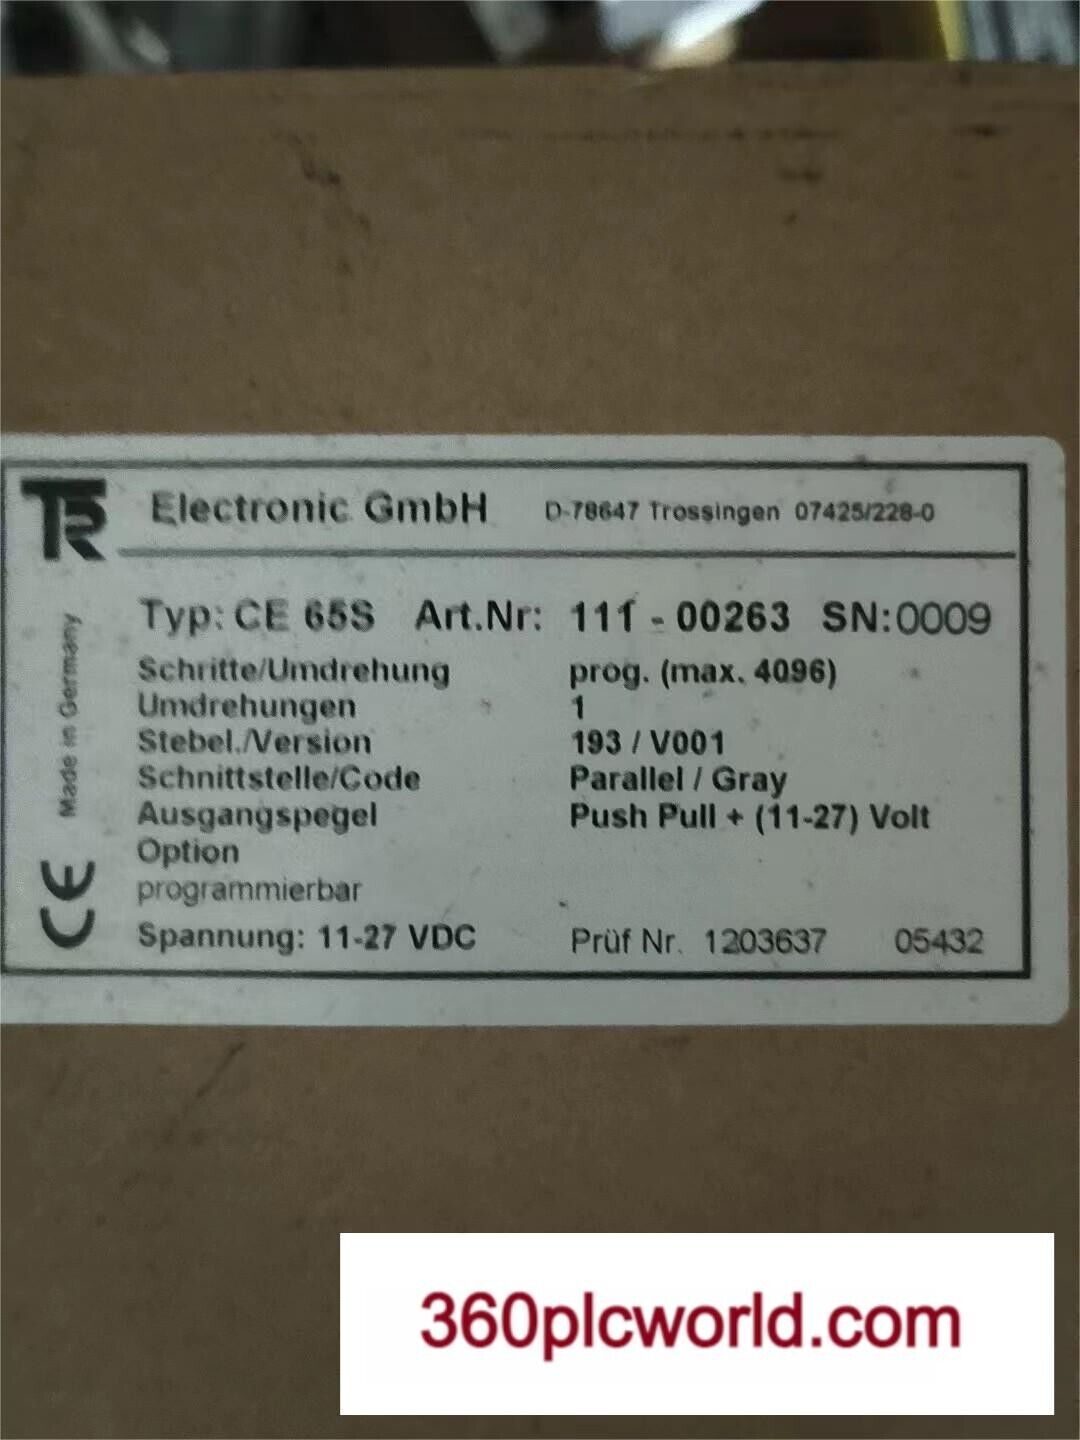 TR Electronic GmbH D-78647 Trossingen 07425/228-0
Typ: CE 65S Art.Nr: 111 - 00263 SN:0009
Schritte/Umdrehung prog. (max. 4096)
Umdrehungen 1
Stebel./Version 193 / V001
Schnittstelle/Code Parallel / Gray
Ausgangspegel Push Pull + (11-27) Volt
Option
programmierbar
Spannung: 11-27 VDC Prüf Nr. 1203637 05432
Made in Germany
CE
360plcworld.com